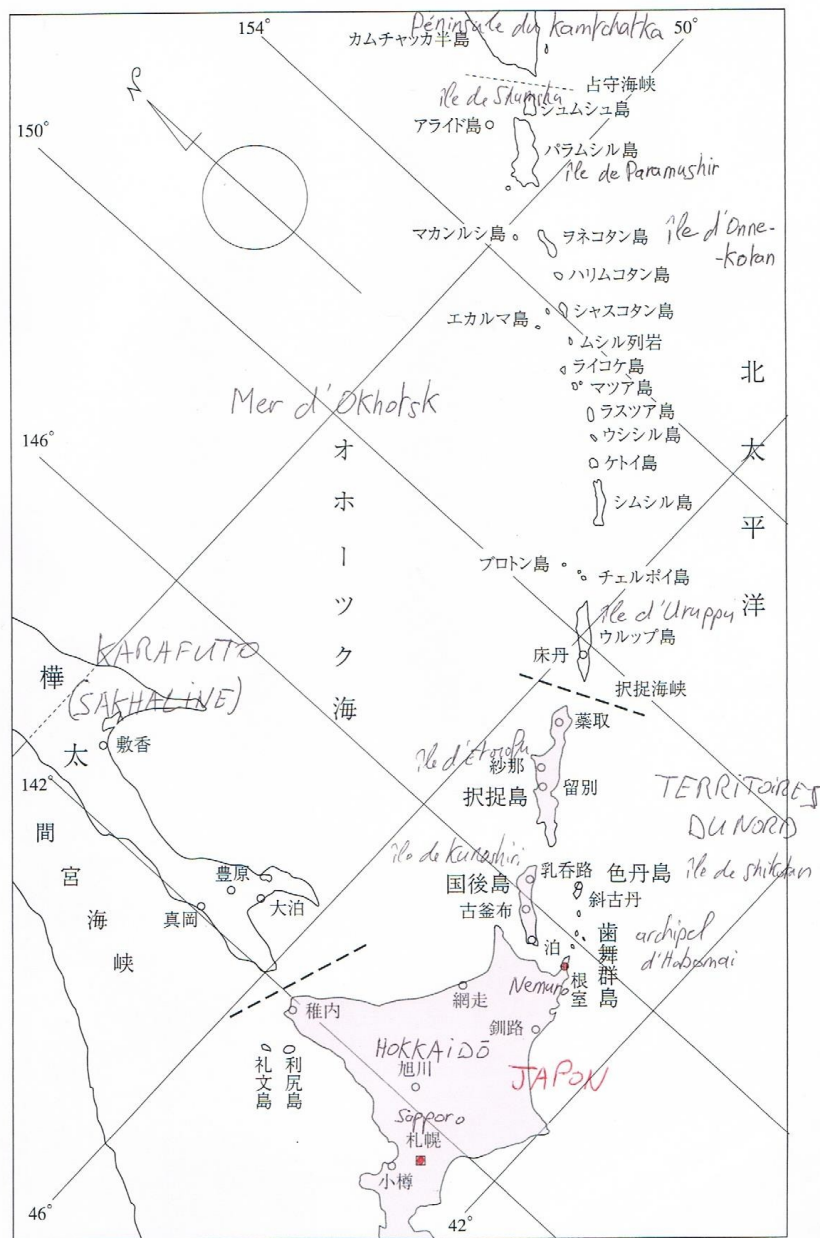 154°
Péninsule du Kamtchatka
カムチャッカ半島
50°
N
占守海峡
île de Shumshu
シュムシュ島
アライド島
150°
パラムシル島
île de Paramushir
マカンルシ島
ヲネコタン島
île d'Onne-
-kotan
ハリムコタン島
エカルマ島
シャスコタン島
ムシル列岩
ライコケ島
マツア島
ラスツア島
ウシシル島
ケトイ島
シムシル島
北太平洋
Mer d'Okhotsk
オホーツク海
146°
ブロトン島
チェルポイ島
île d'Uruppu
ウルップ島
床丹
択捉海峡
KARAFUTO
(SAKHALINE)
樺太
敷香
蘂取
île d'Etorofu
紗那
択捉島
留別
TERRITOIRES
DU NORD
142°
間宮海峡
île de Kunashiri
国後島
乳呑路
色丹島
île de Shikotan
斜古丹
古釜布
豊原
大泊
真岡
泊
歯舞群島
archipel
d'Habomai
Nemuro
根室
網走
稚内
釧路
HOKKAIDŌ
旭川
JAPON
礼文島
利尻島
Sapporo
札幌
小樽
46°
42°